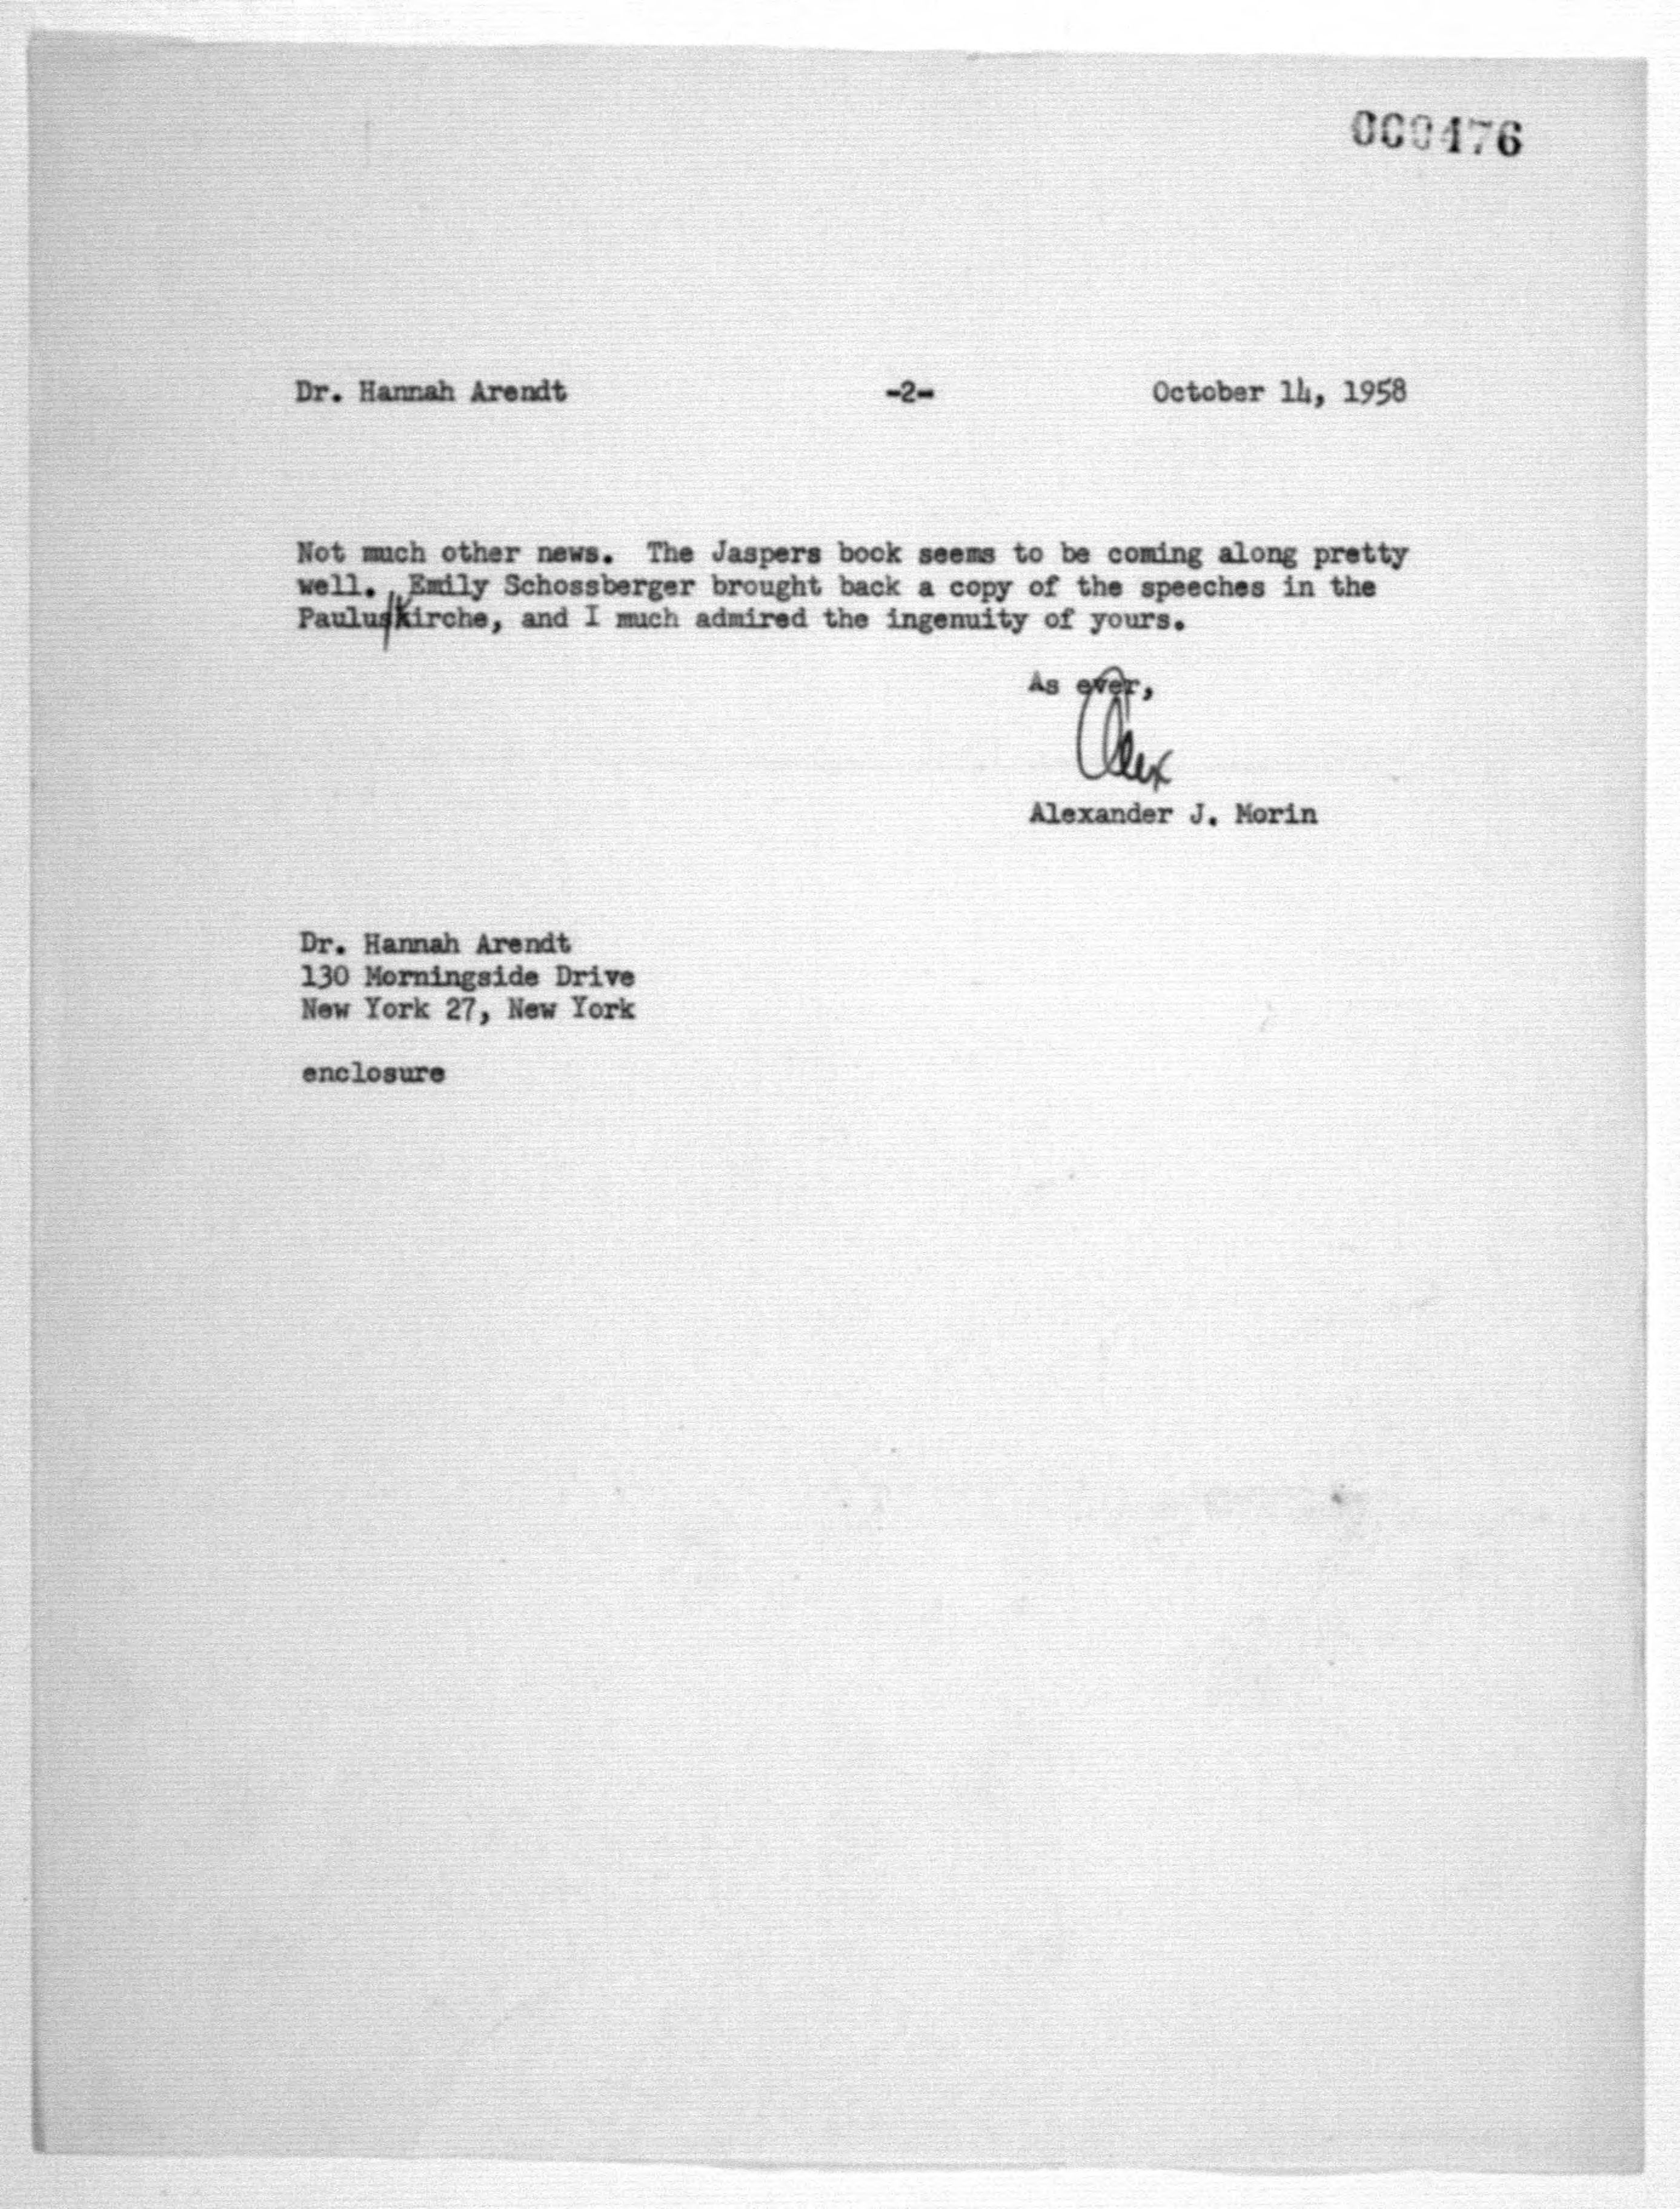 000476
Dr. Hannah Arendt -2- October 14, 1958
Not much other news. The Jaspers book seems to be coming along pretty
well. Emily Schossberger brought back a copy of the speeches in the
Pauluskirche, and I much admired the ingenuity of yours.
As ever,
Alex
Alexander J. Morin
Dr. Hannah Arendt
130 Morningside Drive
New York 27, New York
enclosure